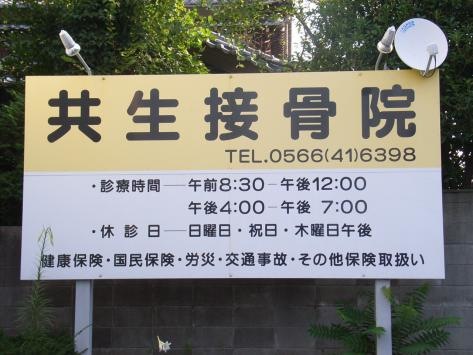 共生接骨院
TEL.0566(41)6398
・診療時間―午前8:30―午後12:00
午後4:00―午後 7:00
・休診日―日曜日・祝日・木曜日午後
健康保険・国民保険・労災・交通事故・その他保険取扱い